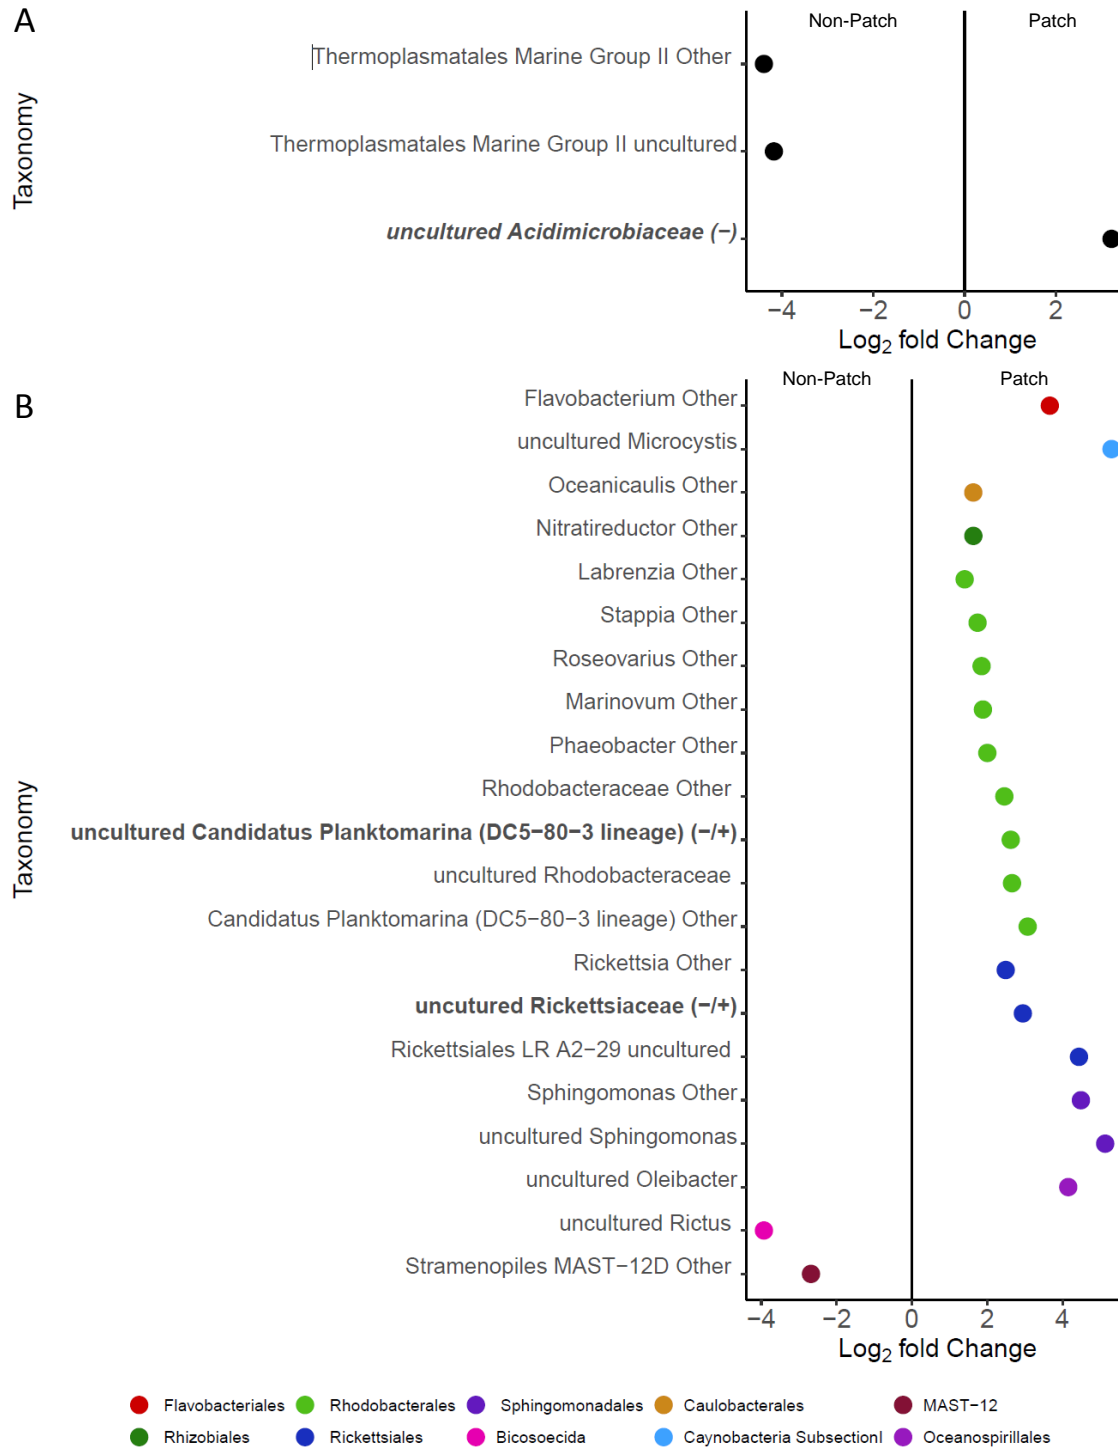 A
Non-Patch
Patch
Taxonomy
Thermoplasmatales Marine Group II Other
Thermoplasmatales Marine Group II uncultured
uncultured Acidimicrobiaceae (−)
−4
−2
0
2
Log2 fold Change
B
Non-Patch
Patch
Taxonomy
Flavobacterium Other
uncultured Microcystis
Oceanicaulis Other
Nitratireductor Other
Labrenzia Other
Stappia Other
Roseovarius Other
Marinovum Other
Phaeobacter Other
Rhodobacteraceae Other
uncultured Candidatus Planktomarina (DC5−80−3 lineage) (−/+)
uncultured Rhodobacteraceae
Candidatus Planktomarina (DC5−80−3 lineage) Other
Rickettsia Other
uncutured Rickettsiaceae (−/+)
Rickettsiales LR A2−29 uncultured
Sphingomonas Other
uncultured Sphingomonas
uncultured Oleibacter
uncultured Rictus
Stramenopiles MAST−12D Other
−4
−2
0
2
4
Log2 fold Change
Flavobacteriales
Rhodobacterales
Sphingomonadales
Caulobacterales
MAST-12
Rhizobiales
Rickettsiales
Bicosoecida
Caynobacteria SubsectionI
Oceanospirillales